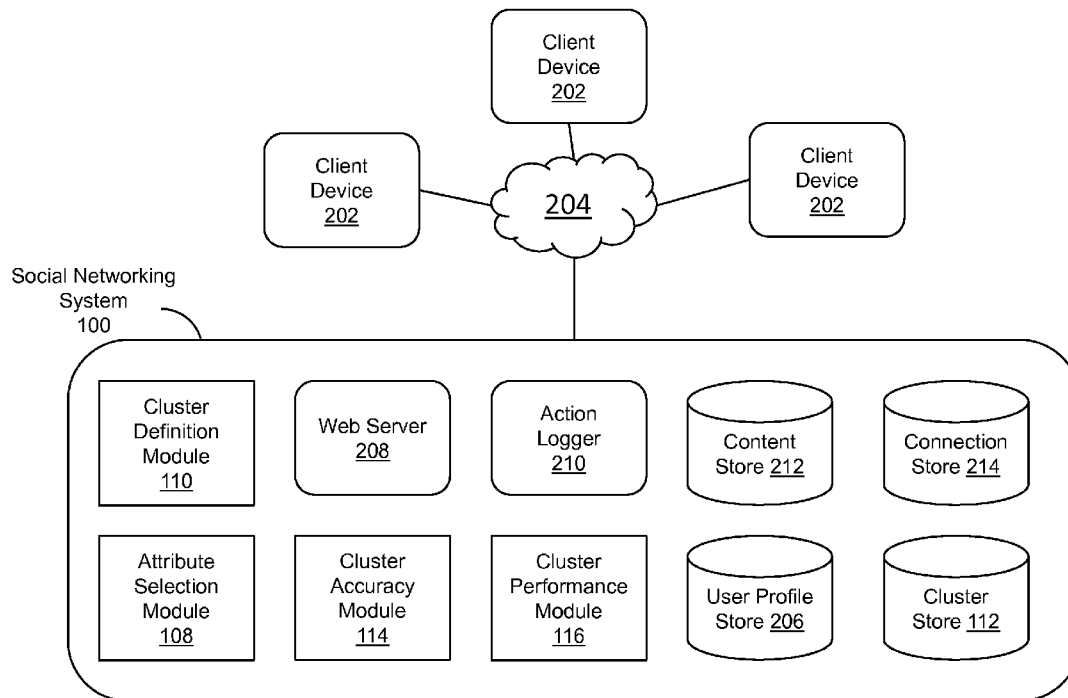 Client
Device
202
Client
Device
202
Client
Device
202
204
Social Networking
System
100
Cluster
Definition
Module
110
Web Server
208
Action
Logger
210
Content
Store 212
Connection
Store 214
Attribute
Selection
Module
108
Cluster
Accuracy
Module
114
Cluster
Performance
Module
116
User Profile
Store 206
Cluster
Store 112